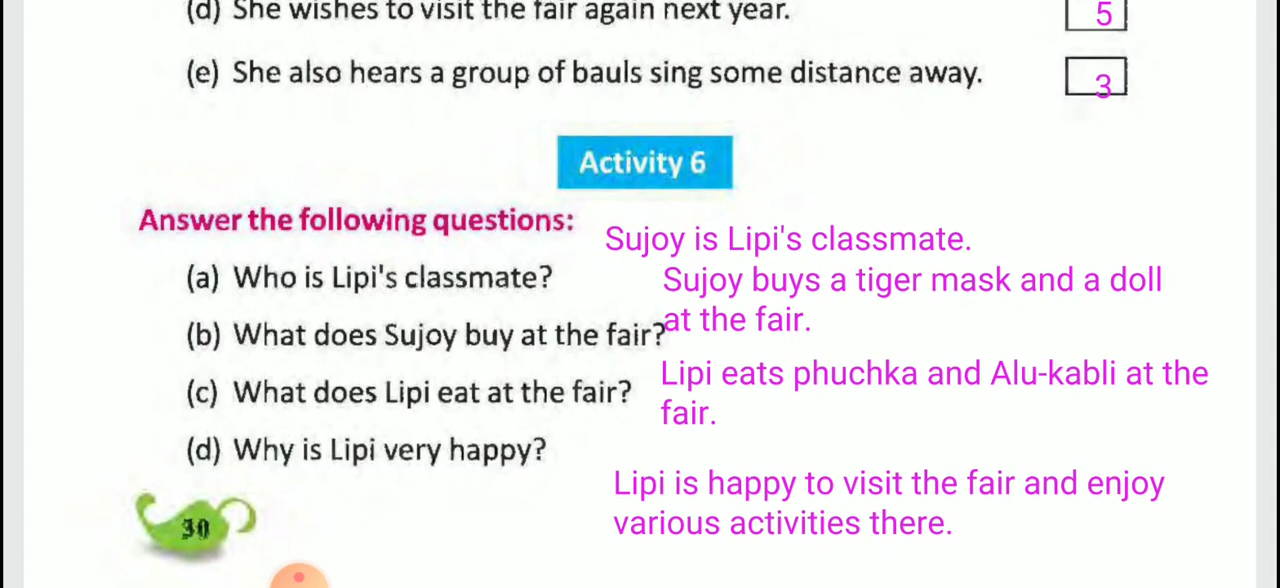 (d) She wishes to visit the fair again next year. 5
(e) She also hears a group of bauls sing some distance away. 3
Activity 6
Answer the following questions:
Sujoy is Lipi's classmate.
(a) Who is Lipi's classmate?
Sujoy buys a tiger mask and a doll
at the fair.
(b) What does Sujoy buy at the fair?
Lipi eats phuchka and Alu-kabli at the
fair.
(c) What does Lipi eat at the fair?
(d) Why is Lipi very happy?
Lipi is happy to visit the fair and enjoy
various activities there.
30